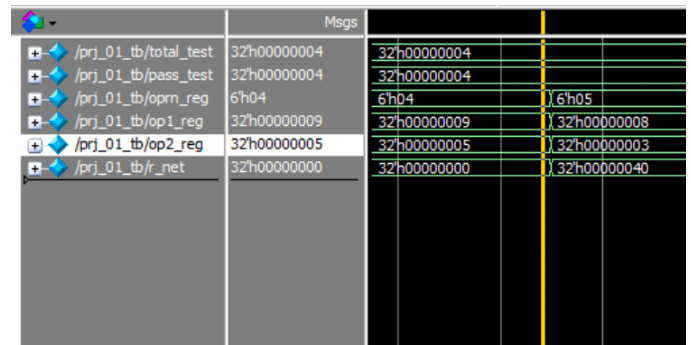 Msgs
/prj_01_tb/total_test 32'h00000004 32'h00000004
/prj_01_tb/pass_test 32'h00000004 32'h00000004
/prj_01_tb/oprn_reg 6'h04 6'h04 6'h05
/prj_01_tb/op1_reg 32'h00000009 32'h00000009 32'h00000008
/prj_01_tb/op2_reg 32'h00000005 32'h00000005 32'h00000003
/prj_01_tb/r_net 32'h00000000 32'h00000000 32'h00000040